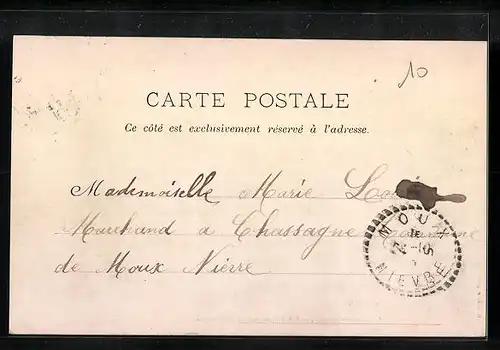 10
CARTE POSTALE
Ce côté est exclusivement réservé à l'adresse.
Mademoiselle Marie
Marchand a Chassagne
de Moux Nièvre
MOUX
NIEVRE